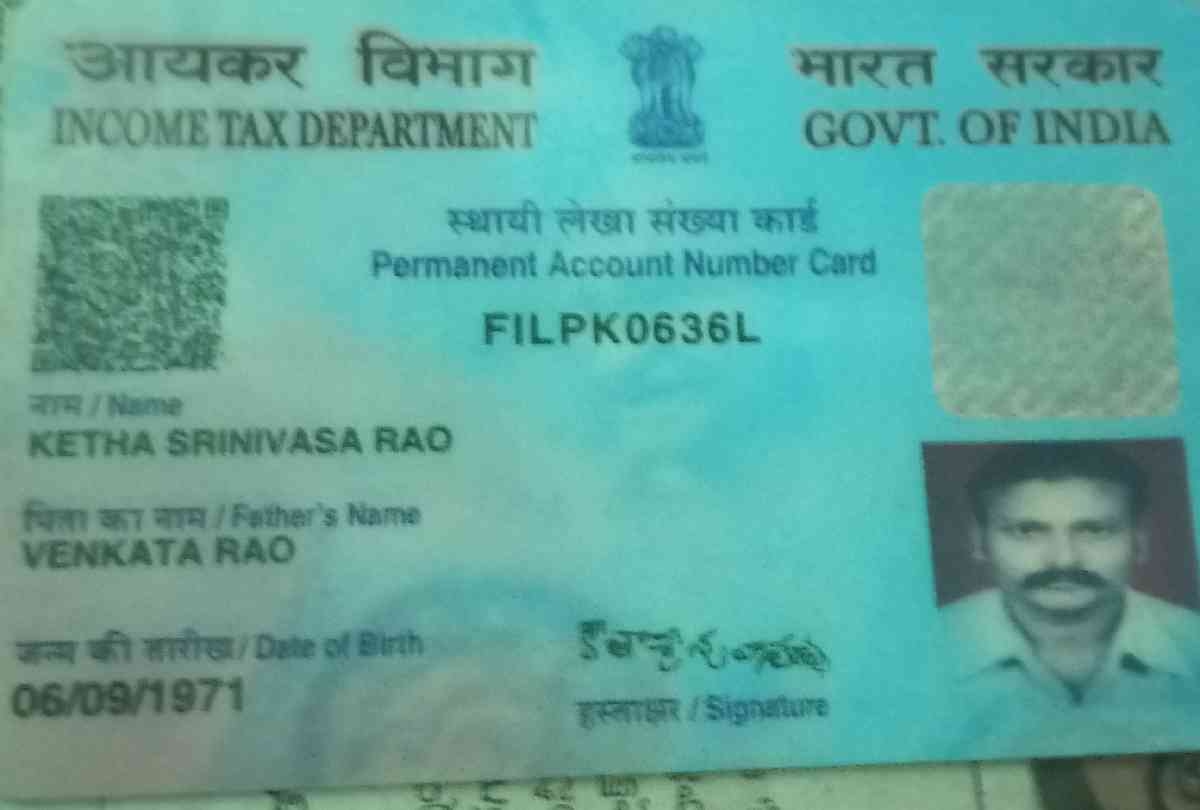 आयकर विभाग
INCOME TAX DEPARTMENT
भारत सरकार
GOVT. OF INDIA
स्थायी लेखा संख्या कार्ड
Permanent Account Number Card
FILPK0636L
नाम / Name
KETHA SRINIVASA RAO
पिता का नाम / Father's Name
VENKATA RAO
जन्म की तारीख / Date of Birth
06/09/1971
हस्ताक्षर / Signature